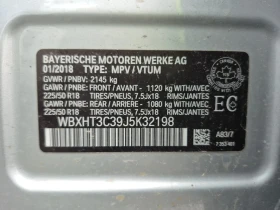 BAYERISCHE MOTOREN WERKE AG
01/2018 TYPE: MPV / VTUM
GVWR / PNBV: 2145 kg
GAWR / PNBE: FRONT / AVANT - 1120 kg WITH/AVEC
225/50 R18 TIRES/PNEUS, 7.5Jx18 RIMS/JANTES
GAWR / PNBE: REAR / ARRIERE - 1080 kg WITH/AVEC
225/50 R18 TIRES/PNEUS, 7.5Jx18 RIMS/JANTES
WBXHT3C39J5K32198
EC
A83/7